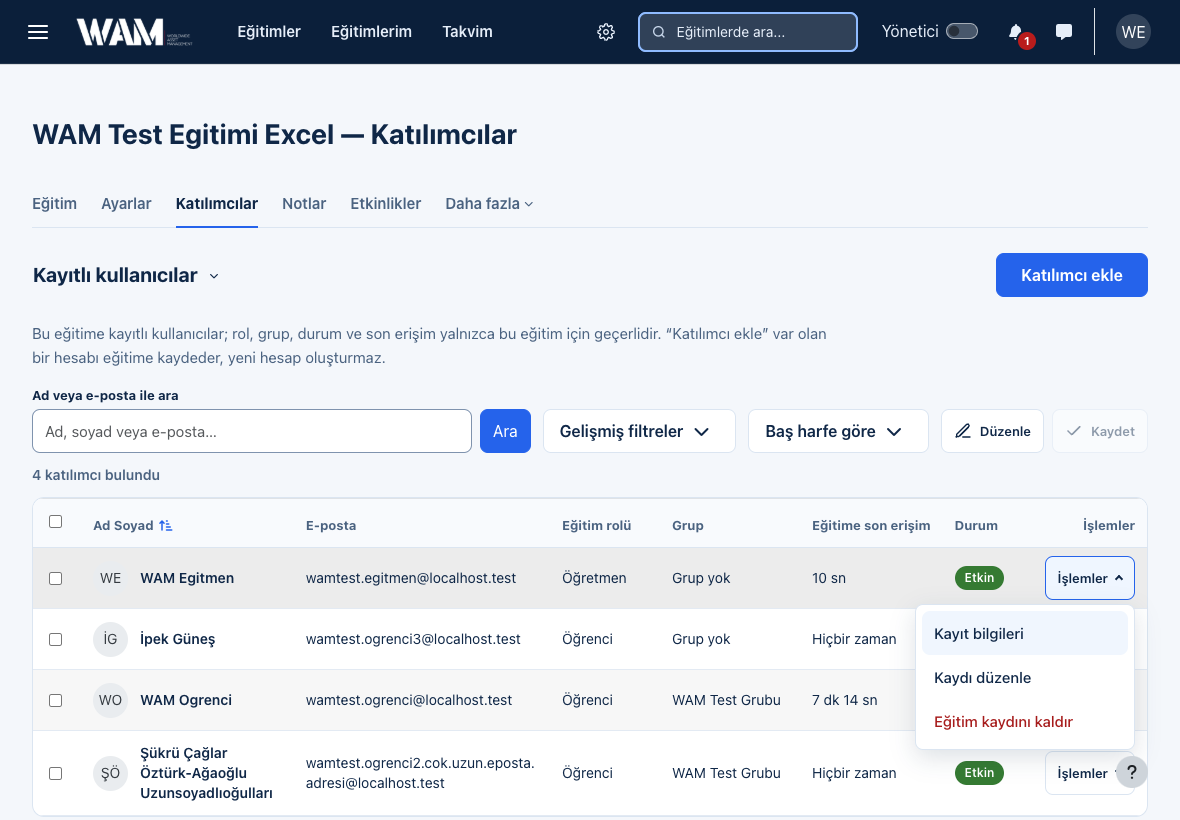 WAM WORLDWIDE ASSET MANAGEMENT
Eğitimler Eğitimlerim Takvim
Eğitimlerde ara...
Yönetici
1
WE
WAM Test Egitimi Excel — Katılımcılar
Eğitim Ayarlar Katılımcılar Notlar Etkinlikler Daha fazla
Kayıtlı kullanıcılar
Katılımcı ekle
Bu eğitime kayıtlı kullanıcılar; rol, grup, durum ve son erişim yalnızca bu eğitim için geçerlidir. “Katılımcı ekle” var olan
bir hesabı eğitime kaydeder, yeni hesap oluşturmaz.
Ad veya e-posta ile ara
Ad, soyad veya e-posta...
Ara
Gelişmiş filtreler
Baş harfe göre
Düzenle
Kaydet
4 katılımcı bulundu
Ad Soyad E-posta Eğitim rolü Grup Eğitime son erişim Durum İşlemler
WE WAM Egitmen wamtest.egitmen@localhost.test Öğretmen Grup yok 10 sn Etkin İşlemler
İG İpek Güneş wamtest.ogrenci3@localhost.test Öğrenci Grup yok Hiçbir zaman
Kayıt bilgileri
Kaydı düzenle
Eğitim kaydını kaldır
WO WAM Ogrenci wamtest.ogrenci@localhost.test Öğrenci WAM Test Grubu 7 dk 14 sn
ŞÖ Şükrü Çağlar
Öztürk-Ağaoğlu
Uzunsoyadlıoğulları
wamtest.ogrenci2.cok.uzun.eposta.
adresi@localhost.test
Öğrenci WAM Test Grubu Hiçbir zaman Etkin İşlemler
?